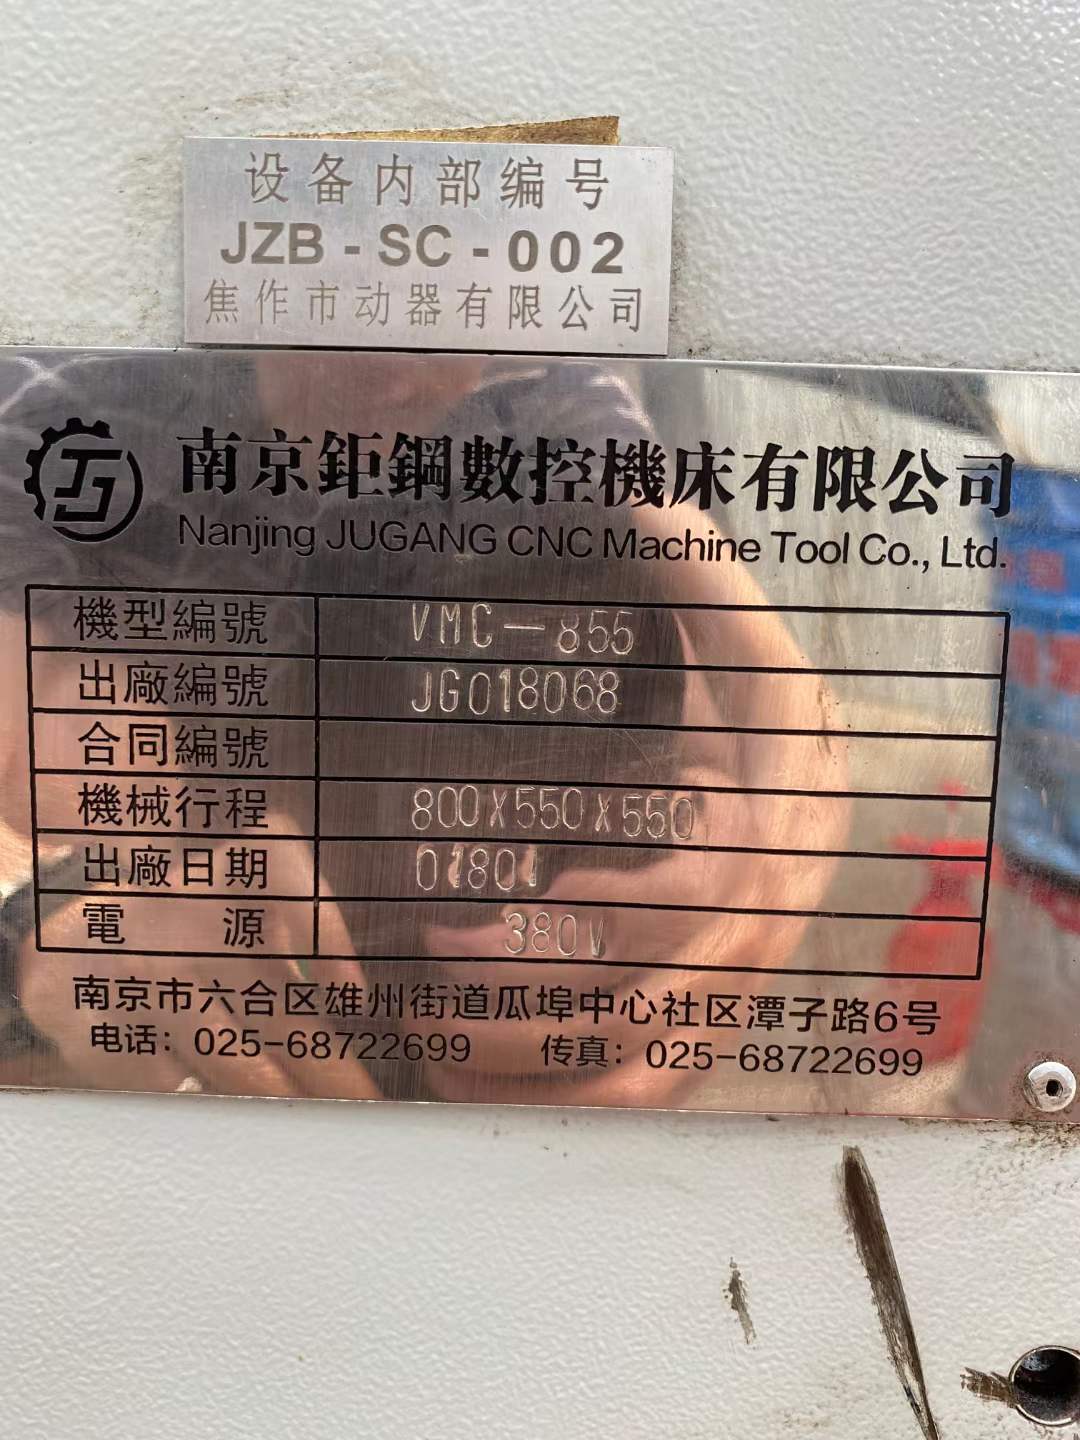 设备内部编号
JZB-SC-002
焦作市动器有限公司
TJ 南京鉅鋼數控機床有限公司
Nanjing JUGANG CNC Machine Tool Co., Ltd.
機型編號 VMC-855
出廠編號 JG018068
合同編號
機械行程 800X550X550
出廠日期 01801
電源 380V
南京市六合区雄州街道瓜埠中心社区潭子路6号
电话：025-68722699 传真：025-68722699